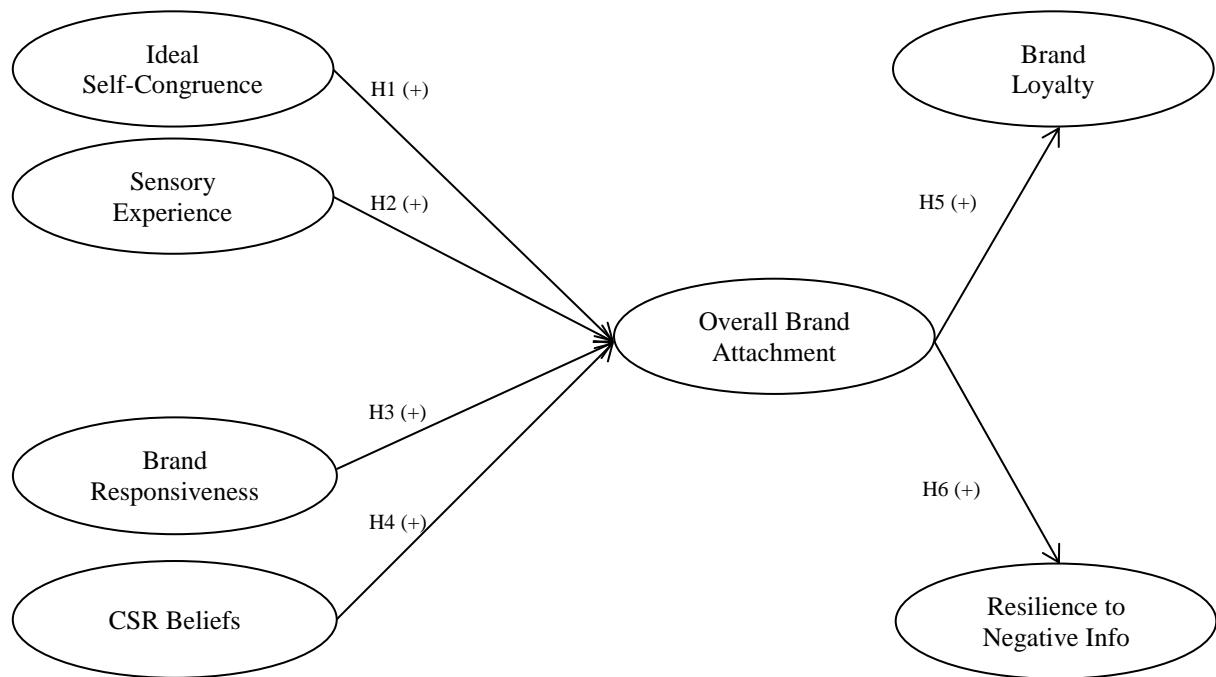 Ideal
Self-Congruence
H1 (+)
Sensory
Experience
H2 (+)
Brand
Responsiveness
H3 (+)
CSR Beliefs
H4 (+)
Overall Brand
Attachment
H5 (+)
Brand
Loyalty
H6 (+)
Resilience to
Negative Info